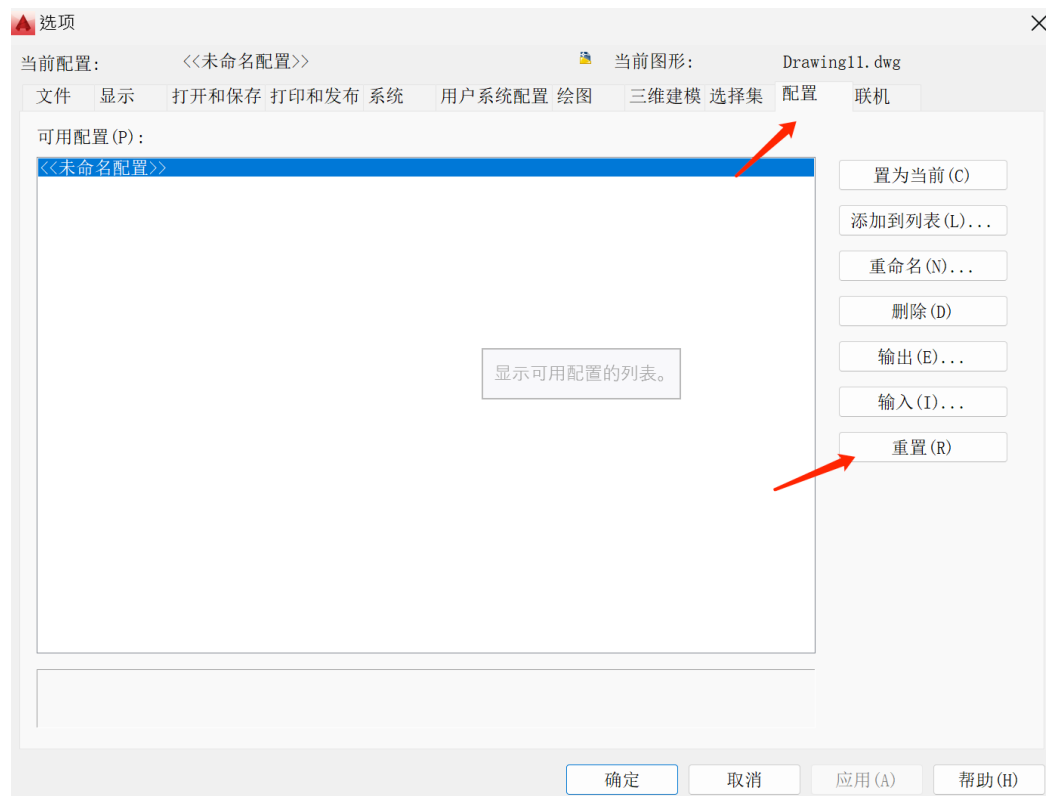 选项
当前配置: <<未命名配置>> 当前图形: Drawing11.dwg
文件 显示 打开和保存 打印和发布 系统 用户系统配置 绘图 三维建模 选择集 配置 联机
可用配置(P):
<<未命名配置>>
置为当前(C)
添加到列表(L)...
重命名(N)...
删除(D)
输出(E)...
显示可用配置的列表。
输入(I)...
重置(R)
确定 取消 应用(A) 帮助(H)